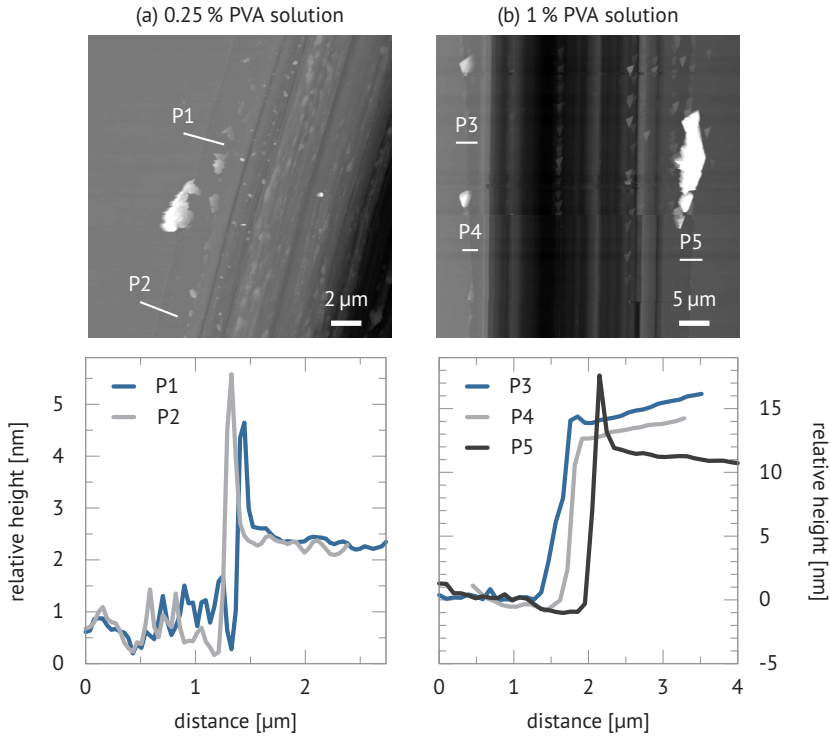 (a) 0.25 % PVA solution
(b) 1 % PVA solution
P1
P2
2 µm
P3
P4
P5
5 µm
P1
P2
5
4
3
2
1
0
relative height [nm]
0
1
2
distance [µm]
P3
P4
P5
15
10
5
0
-5
relative height [nm]
0
1
2
3
4
distance [µm]